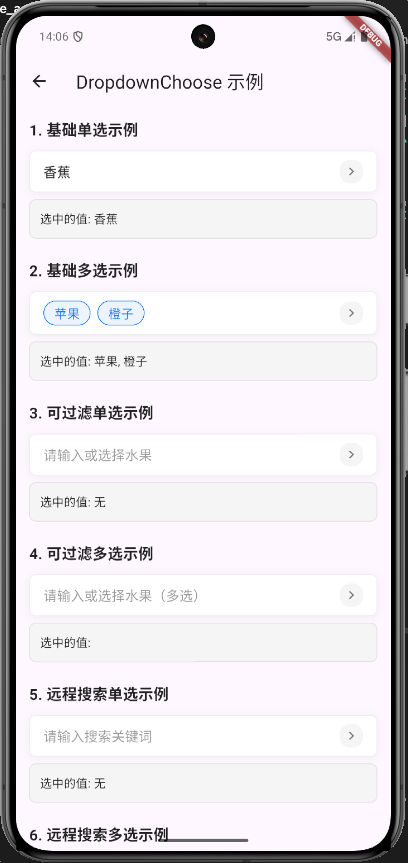 14:06
5G
DEBUG
DropdownChoose 示例
1. 基础单选示例
香蕉
选中的值: 香蕉
2. 基础多选示例
苹果 橙子
选中的值: 苹果, 橙子
3. 可过滤单选示例
请输入或选择水果
选中的值: 无
4. 可过滤多选示例
请输入或选择水果（多选）
选中的值:
5. 远程搜索单选示例
请输入搜索关键词
选中的值: 无
6. 远程搜索多选示例